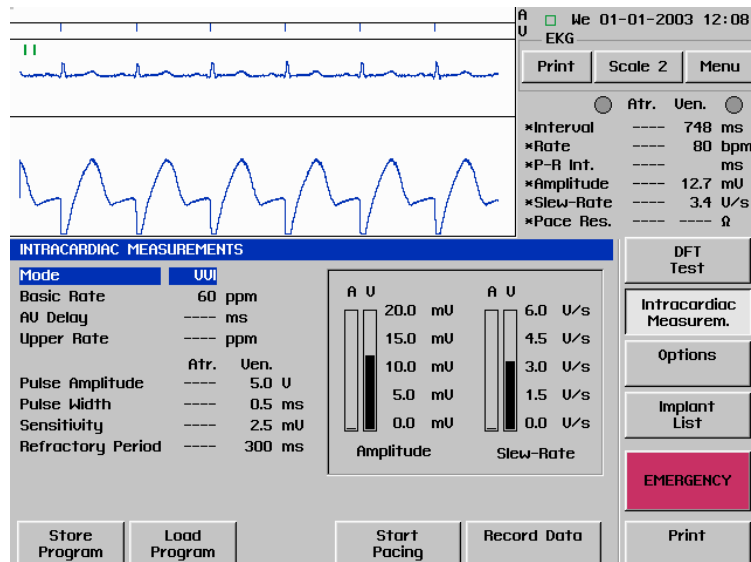 A We 01-01-2003 12:08
V
EKG
Print Scale 2 Menu
Atr. Ven.
*Interval ---- 748 ms
*Rate ---- 80 bpm
*P-R Int. ms
*Amplitude ---- 12.7 mV
*Slew-Rate ---- 3.4 V/s
*Pace Res. ---- ---- Ω
INTRACARDIAC MEASUREMENTS
Mode VVI
Basic Rate 60 ppm
AV Delay ---- ms
Upper Rate ---- ppm
Atr. Ven.
Pulse Amplitude ---- 5.0 V
Pulse Width ---- 0.5 ms
Sensitivity ---- 2.5 mV
Refractory Period ---- 300 ms
A V
20.0 mV
15.0 mV
10.0 mV
5.0 mV
0.0 mV
Amplitude
A V
6.0 V/s
4.5 V/s
3.0 V/s
1.5 V/s
0.0 V/s
Slew-Rate
DFT
Test
Intracardiac
Measurem.
Options
Implant
List
EMERGENCY
Print
Store
Program
Load
Program
Start
Pacing
Record Data